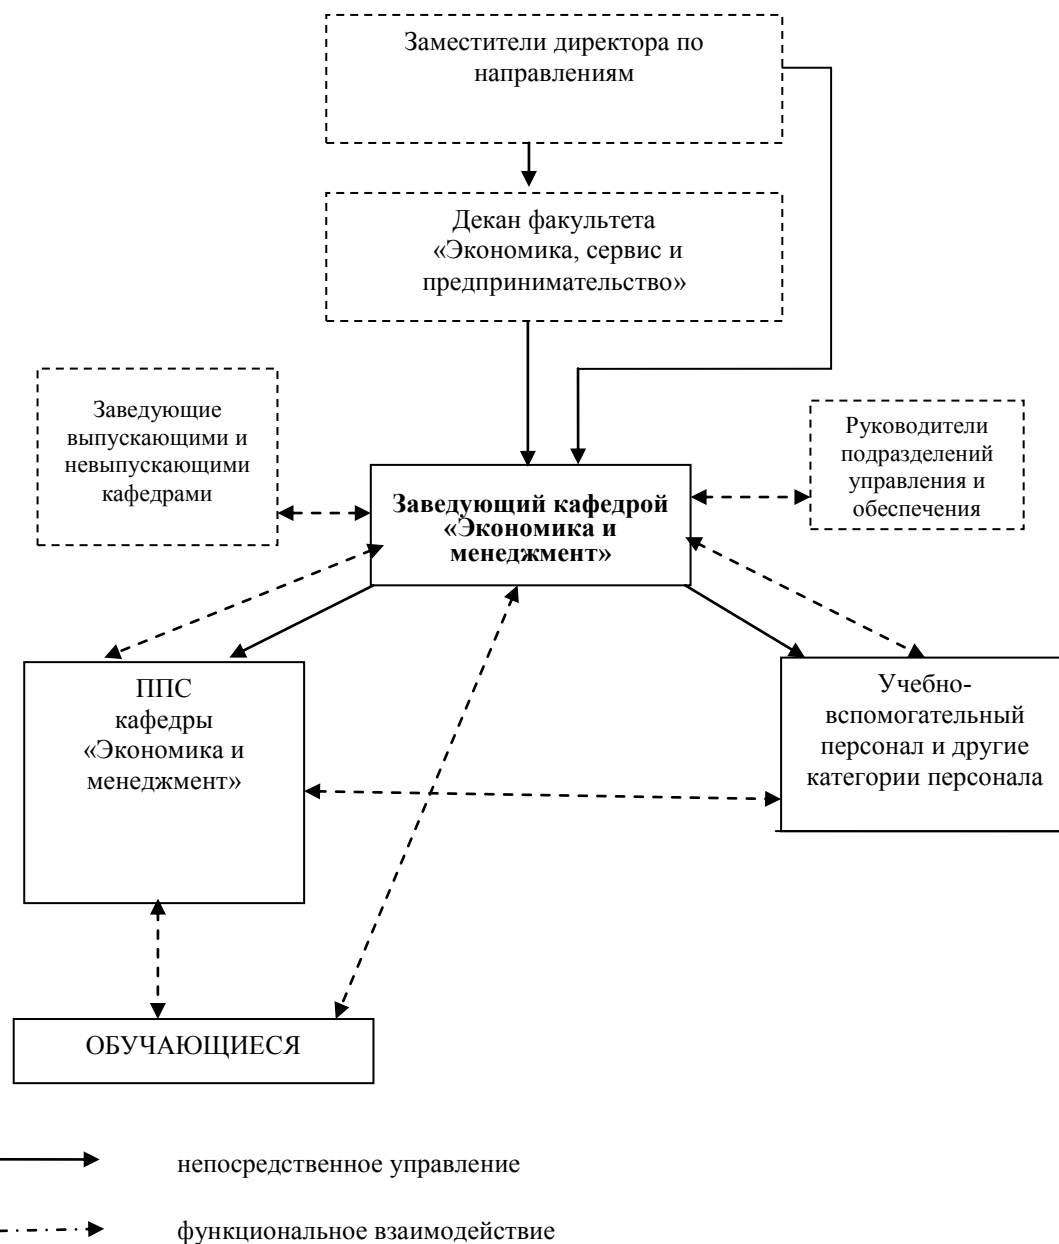 Заместители директора по
направлениям
Декан факультета
«Экономика, сервис и
предпринимательство»
Заведующие
выпускающими и
невыпускающими
кафедрами
Руководители
подразделений
управления и
обеспечения
Заведующий кафедрой
«Экономика и
менеджмент»
ППС
кафедры
«Экономика и
менеджмент»
Учебно-
вспомогательный
персонал и другие
категории персонала
ОБУЧАЮЩИЕСЯ
непосредственное управление
функциональное взаимодействие